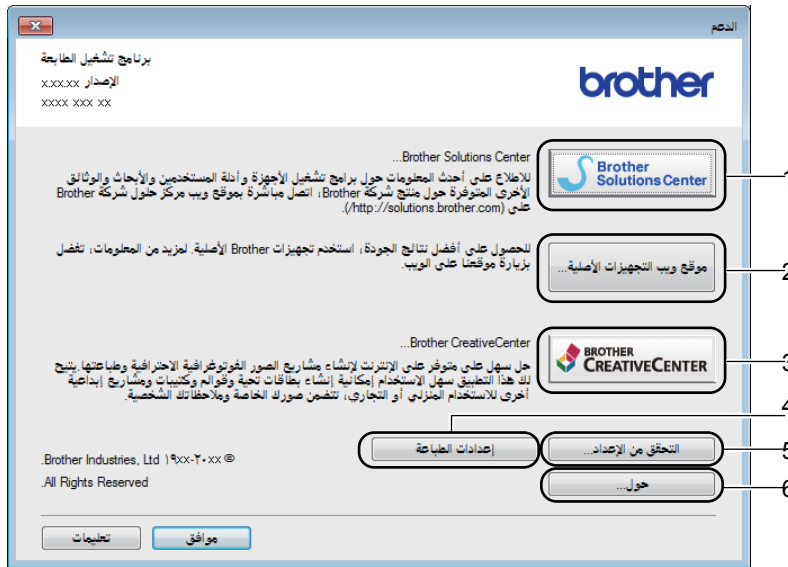 الدعم
برنامج تشغيل الطابعة
الإصدار x.xx.xx
xxxx xxx xx
brother
Brother Solutions Center...
للاطلاع على أحدث المعلومات حول برامج تشغيل الأجهزة وأدلة المستخدمين والأبحاث والوثائق
الأخرى المتوفرة حول منتج شركة Brother، اتصل مباشرة بموقع ويب مركز حلول شركة Brother
على (http://solutions.brother.com/).
Brother
Solutions Center
1
للحصول على أفضل نتائج الجودة، استخدم تجهيزات Brother الأصلية. لمزيد من المعلومات، تفضل
بزيارة موقعنا على الويب.
موقع ويب التجهيزات الأصلية...
2
Brother CreativeCenter...
حل سهل على متوفر على الإنترنت لإنشاء مشاريع الصور الفوتوغرافية الاحترافية وطباعتها.يتيح
لك هذا التطبيق سهل الاستخدام إمكانية إنشاء بطاقات تحية وقوالم وكتيبات ومشاريع إبداعية
أخرى للاستخدام المنزلي أو التجاري، تتضمن صورك الخاصة وملاحظاتك الشخصية.
BROTHER
CREATIVECENTER
3
4
التحقق من الإعداد...
إعدادات الطباعة
5
حول...
6
© ١٩xx-٢٠xx Brother Industries, Ltd.
All Rights Reserved.
موافق
تعليمات